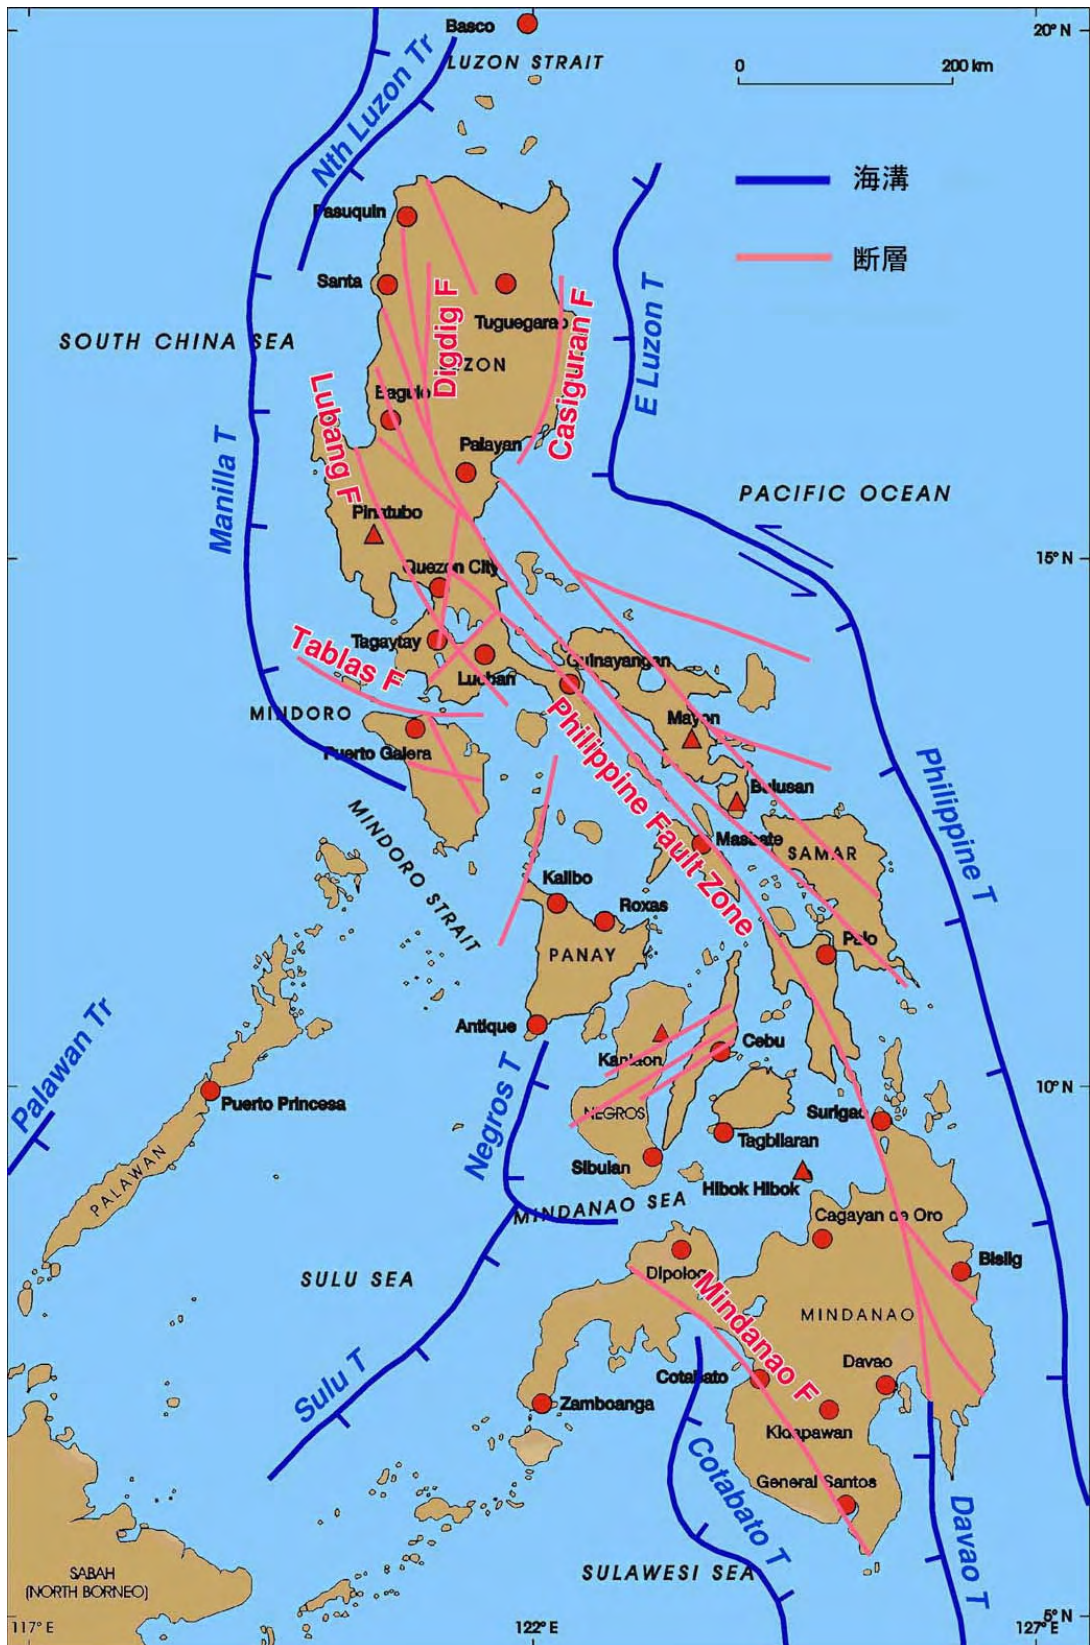 Basco
20° N
LUZON STRAIT
0
200 km
Nth Luzon Tr
海溝
Pasuquin
断層
Santa
Tuguegarao
SOUTH CHINA SEA
Digdig F
LUZON
Casiguran F
E Luzon T
Baguio
Lubang F
Palayan
Manilla T
PACIFIC OCEAN
Pinatubo
15° N
Quezon City
Tagaytay
Tablas F
Lucban
Guinayangan
MINDORO
Mayon
Puerto Galera
Philippine Fault Zone
Bulusan
Philippine T
Masbate
SAMAR
MINDORO STRAIT
Kalibo
Roxas
Palo
PANAY
Antique
Kanlaon
Cebu
Palawan Tr
10° N
Puerto Princesa
Negros T
NEGROS
Surigao
Tagbilaran
PALAWAN
Sibulan
Hibok Hibok
MINDANAO SEA
Cagayan de Oro
Bislig
SULU SEA
Dipolog
Mindanao F
MINDANAO
Davao
Sulu T
Cotabato
Zamboanga
Kidapawan
Cotabato T
General Santos
Davao T
SULAWESI SEA
SABAH
(NORTH BORNEO)
117° E
122° E
127° E
5° N